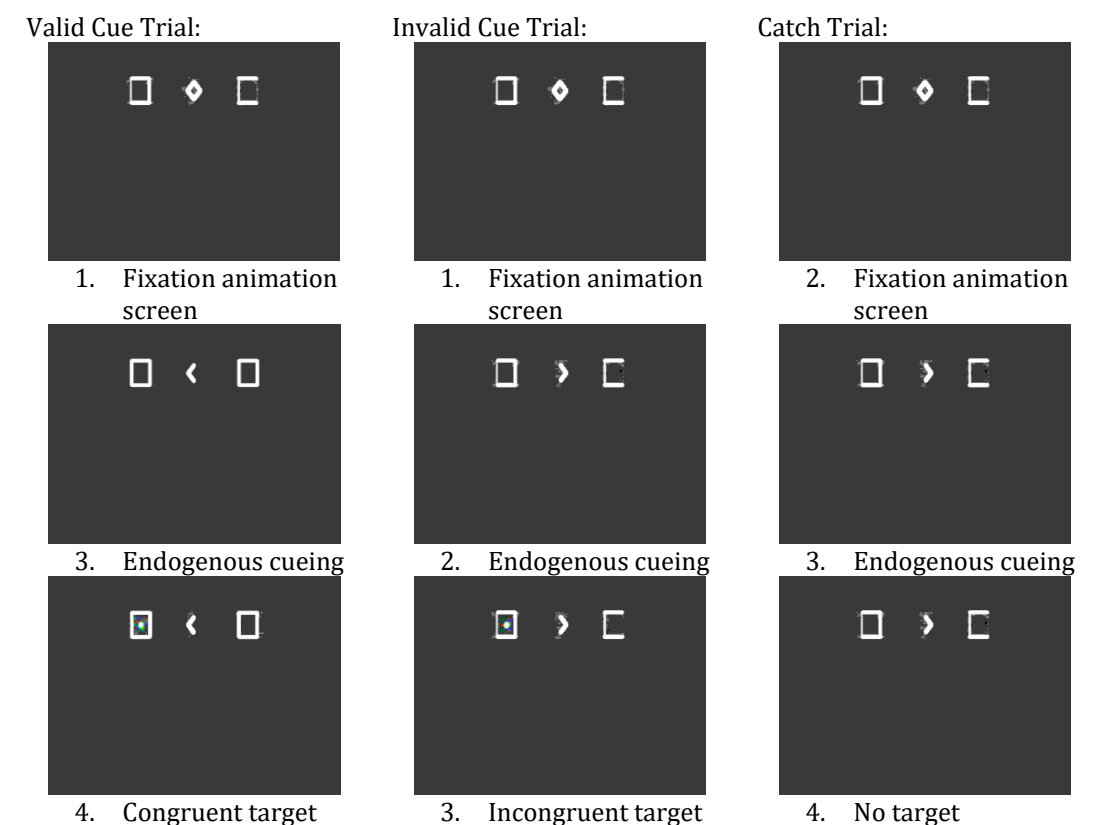 Valid Cue Trial:
Invalid Cue Trial:
Catch Trial:
1. Fixation animation
screen
1. Fixation animation
screen
2. Fixation animation
screen
3. Endogenous cueing
2. Endogenous cueing
3. Endogenous cueing
4. Congruent target
3. Incongruent target
4. No target